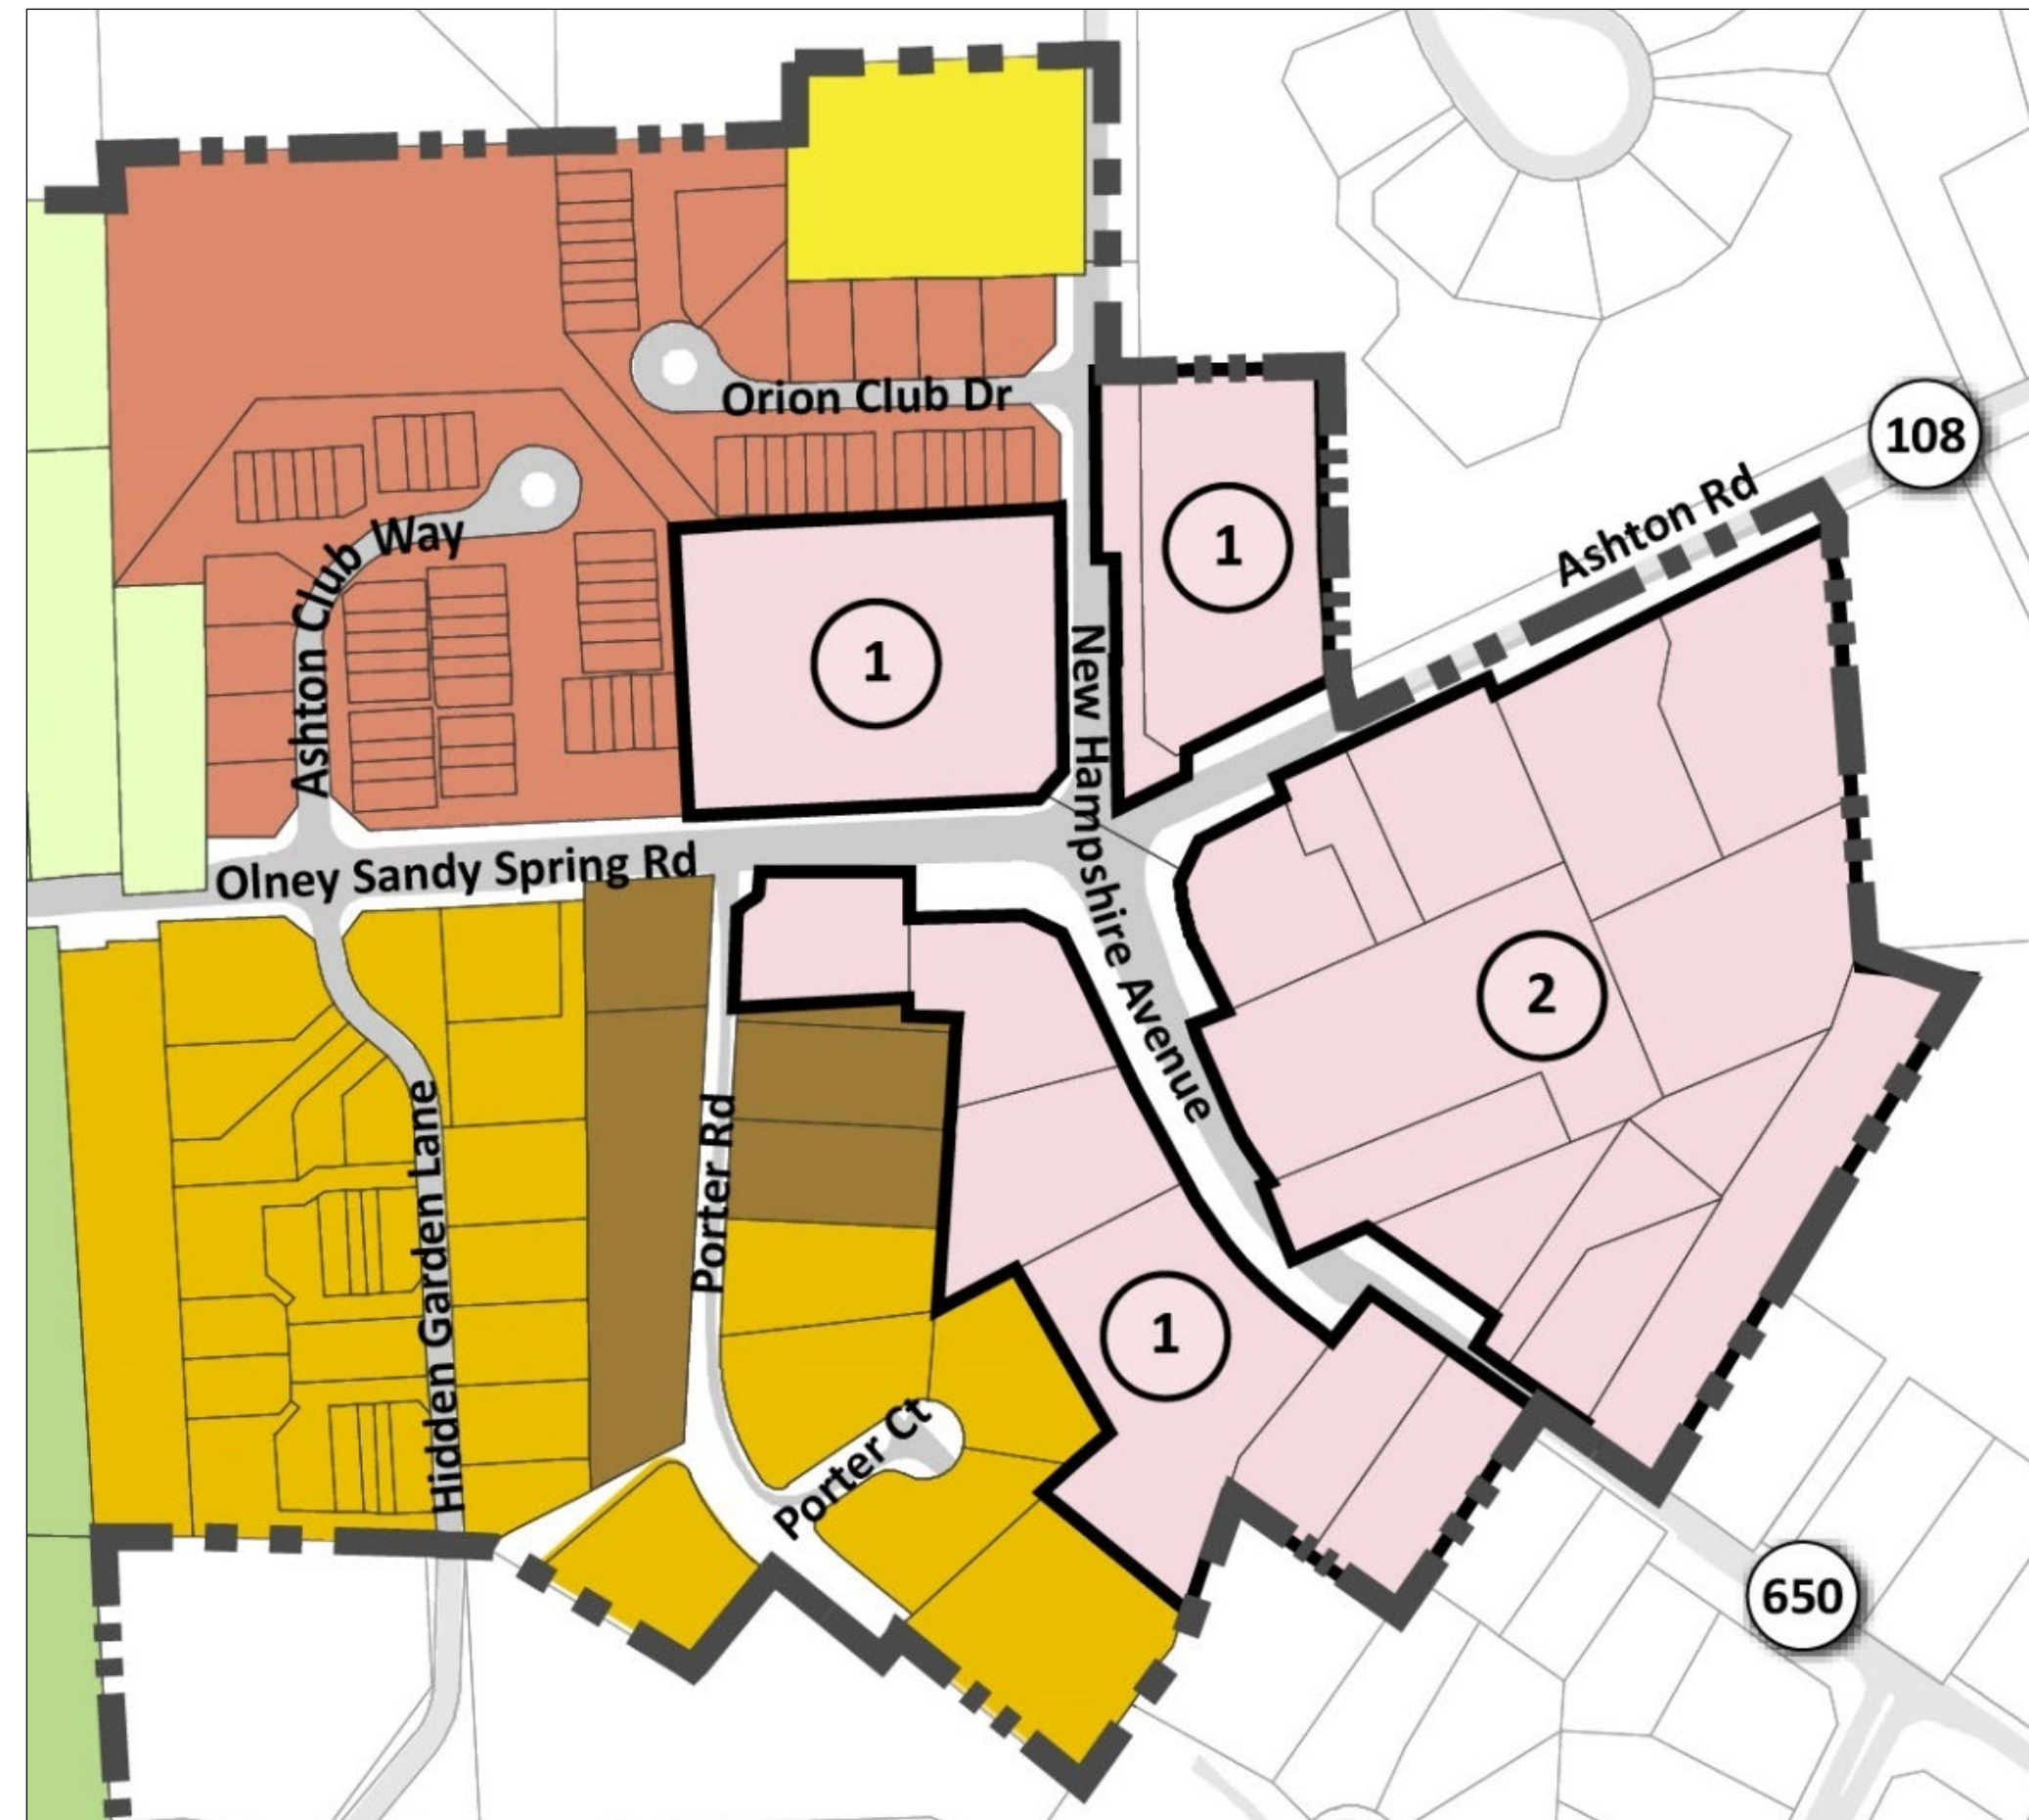 Orion Club Dr
108
Ashton Rd
1
Ashton Club Way
1
New Hampshire Avenue
Olney Sandy Spring Rd
2
Hidden Garden Lane
Porter Rd
1
Porter Ct
650